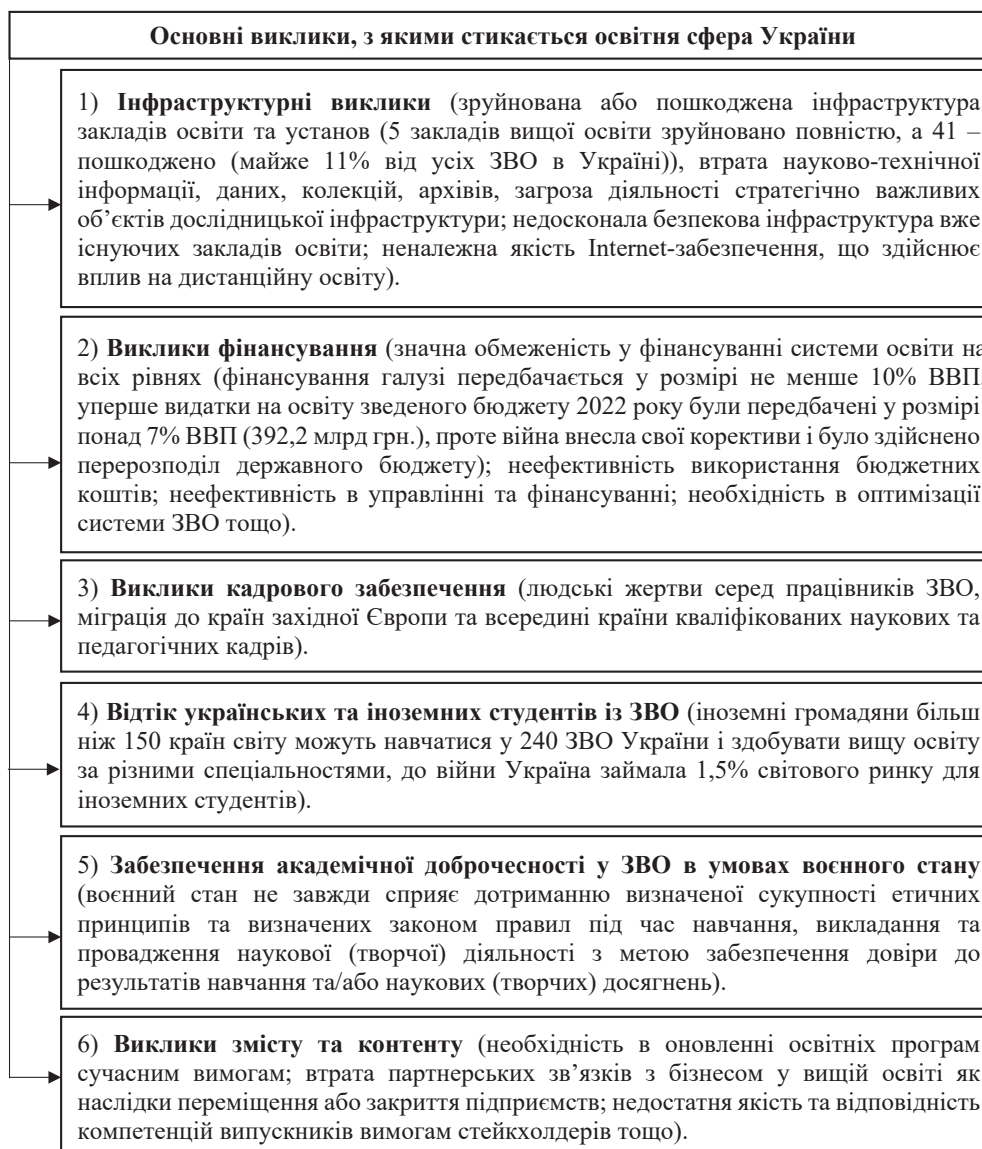 Основні виклики, з якими стикається освітня сфера України
1) Інфраструктурні виклики (зруйнована або пошкоджена інфраструктура
закладів освіти та установ (5 закладів вищої освіти зруйновано повністю, а 41 –
пошкоджено (майже 11% від усіх ЗВО в Україні)), втрата науково-технічної
інформації, даних, колекцій, архівів, загроза діяльності стратегічно важливих
об’єктів дослідницької інфраструктури; недосконала безпекова інфраструктура вже
існуючих закладів освіти; неналежна якість Internet-забезпечення, що здійснює
вплив на дистанційну освіту).
2) Виклики фінансування (значна обмеженість у фінансуванні системи освіти на
всіх рівнях (фінансування галузі передбачається у розмірі не менше 10% ВВП,
уперше видатки на освіту зведеного бюджету 2022 року були передбачені у розмірі
понад 7% ВВП (392,2 млрд грн.), проте війна внесла свої корективи і було здійснено
перерозподіл державного бюджету); неефективність використання бюджетних
коштів; неефективність в управлінні та фінансуванні; необхідність в оптимізації
системи ЗВО тощо).
3) Виклики кадрового забезпечення (людські жертви серед працівників ЗВО,
міграція до країн західної Європи та всередині країни кваліфікованих наукових та
педагогічних кадрів).
4) Відтік українських та іноземних студентів із ЗВО (іноземні громадяни більш
ніж 150 країн світу можуть навчатися у 240 ЗВО України і здобувати вищу освіту
за різними спеціальностями, до війни Україна займала 1,5% світового ринку для
іноземних студентів).
5) Забезпечення академічної доброчесності у ЗВО в умовах воєнного стану
(воєнний стан не завжди сприяє дотриманню визначеної сукупності етичних
принципів та визначених законом правил під час навчання, викладання та
провадження наукової (творчої) діяльності з метою забезпечення довіри до
результатів навчання та/або наукових (творчих) досягнень).
6) Виклики змісту та контенту (необхідність в оновленні освітніх програм
сучасним вимогам; втрата партнерських зв’язків з бізнесом у вищій освіті як
наслідки переміщення або закриття підприємств; недостатня якість та відповідність
компетенцій випускників вимогам стейкхолдерів тощо).